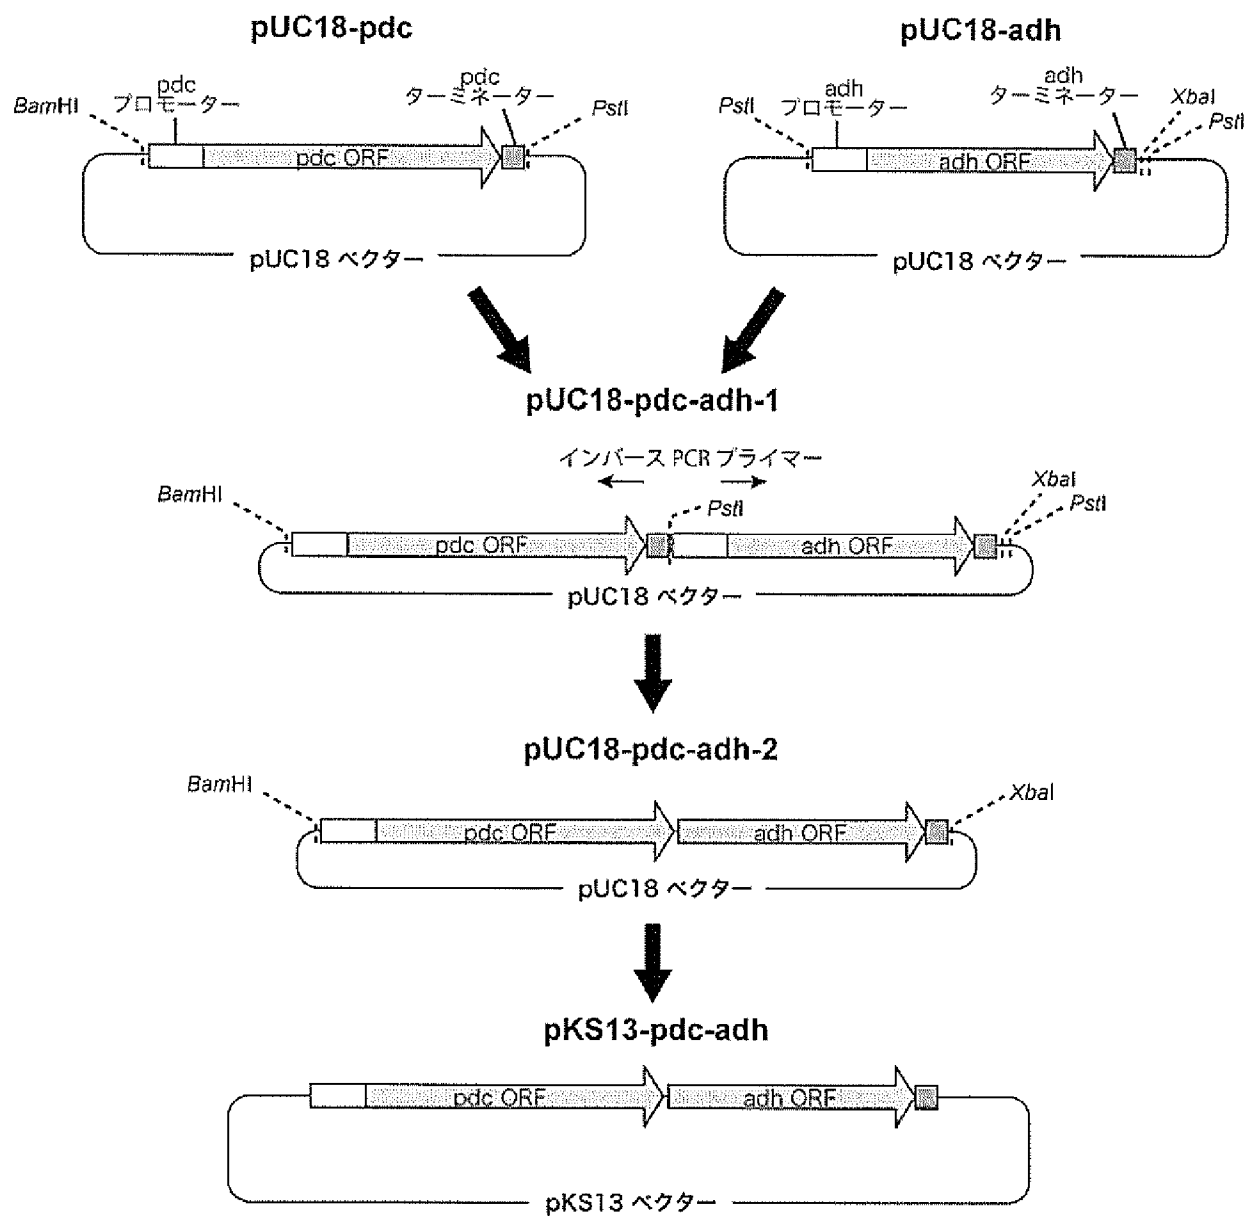 pUC18-pdc
pUC18-adh
BamHI
pdc
プロモーター
pdc
ターミネーター
PstI
pdc ORF
pUC18 ベクター
PstI
adh
プロモーター
adh
ターミネーター
XbaI
PstI
adh ORF
pUC18 ベクター
pUC18-pdc-adh-1
インバース PCR プライマー
BamHI
PstI
XbaI
PstI
pdc ORF
adh ORF
pUC18 ベクター
pUC18-pdc-adh-2
BamHI
XbaI
pdc ORF
adh ORF
pUC18 ベクター
pKS13-pdc-adh
pdc ORF
adh ORF
pKS13 ベクター